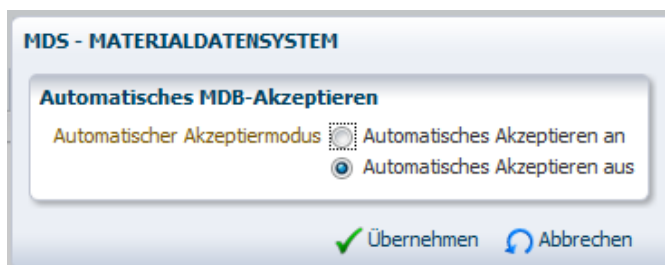 MDS - MATERIALDATENSYSTEM
Automatisches MDB-Akzeptieren
Automatischer Akzeptiermodus Automatisches Akzeptieren an
Automatisches Akzeptieren aus
Übernehmen Abbrechen